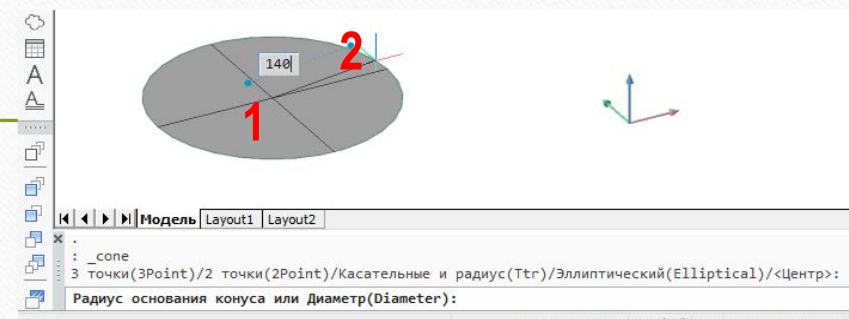 2
140
1
A
A
Модель Layout1 Layout2
.
: _cone
3 точки(3Point)/2 точки(2Point)/Касательные и радиус(Ttr)/Эллиптический(Elliptical)/<Центр>:
Радиус основания конуса или Диаметр(Diameter):